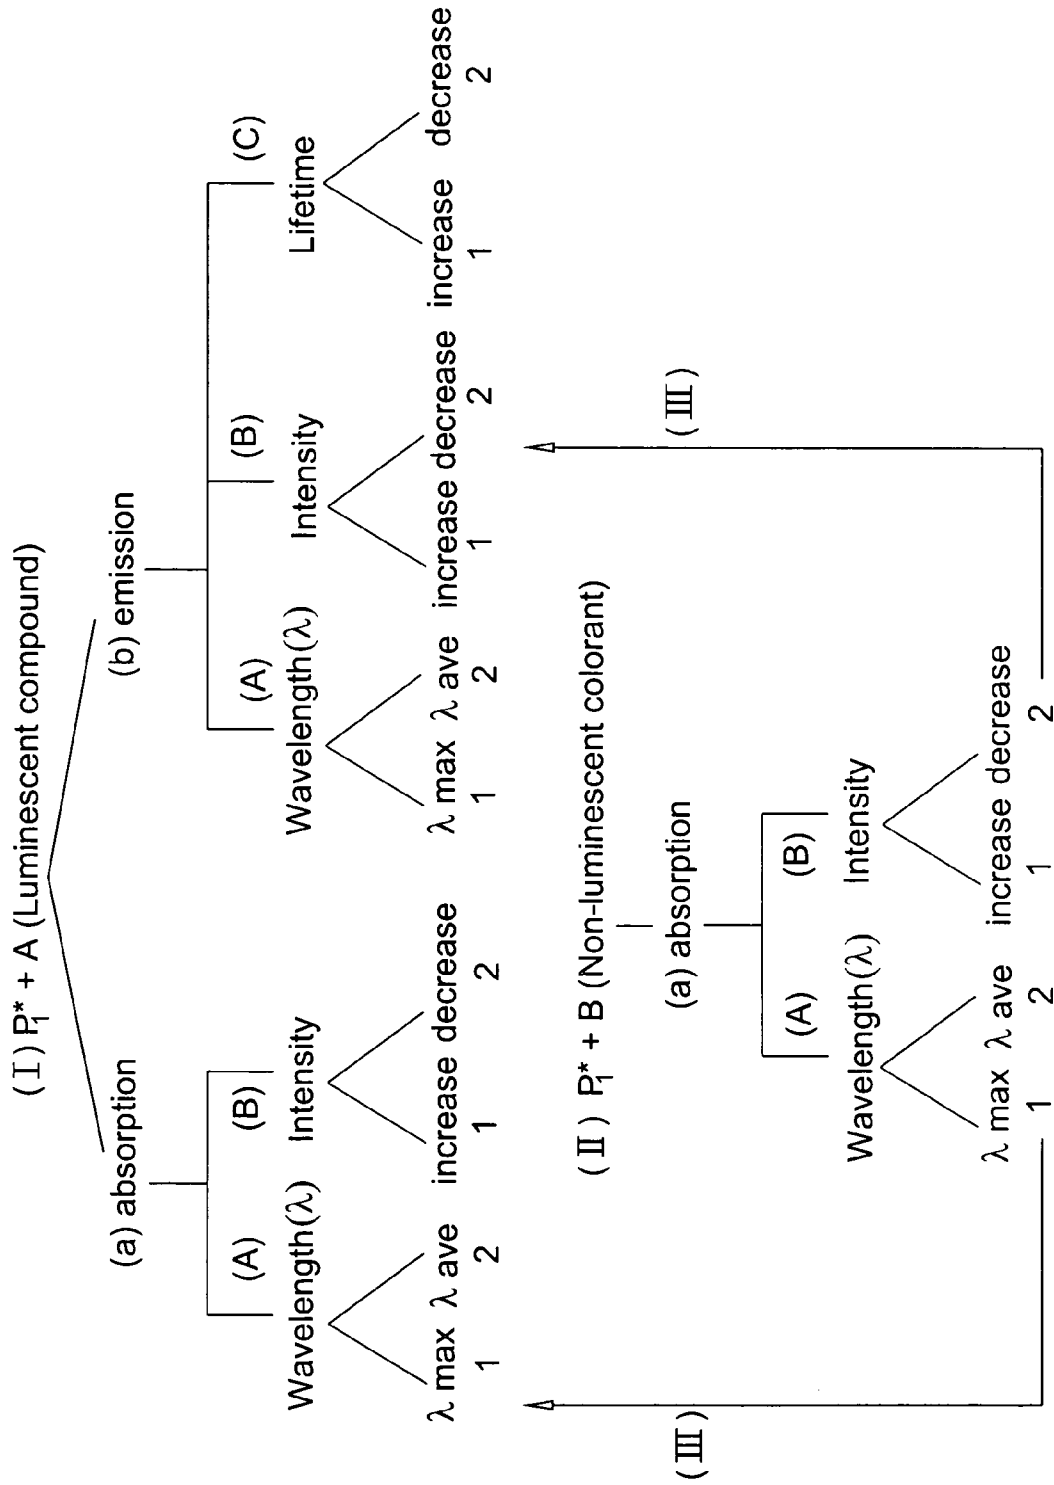 (I) P₁* + A (Luminescent compound)
(a) absorption
(b) emission
(A)
(B)
(A)
(B)
(C)
Wavelength(λ)
Intensity
Wavelength(λ)
Intensity
Lifetime
λ max λ ave increase decrease
λ max λ ave increase decrease increase decrease
1 2 1 2
1 2 1 2 1 2
(II) P₁* + B (Non-luminescent colorant)
(a) absorption
(A)
(B)
Wavelength(λ)
Intensity
λ max λ ave increase decrease
1 2 1 2
(III)
(III)